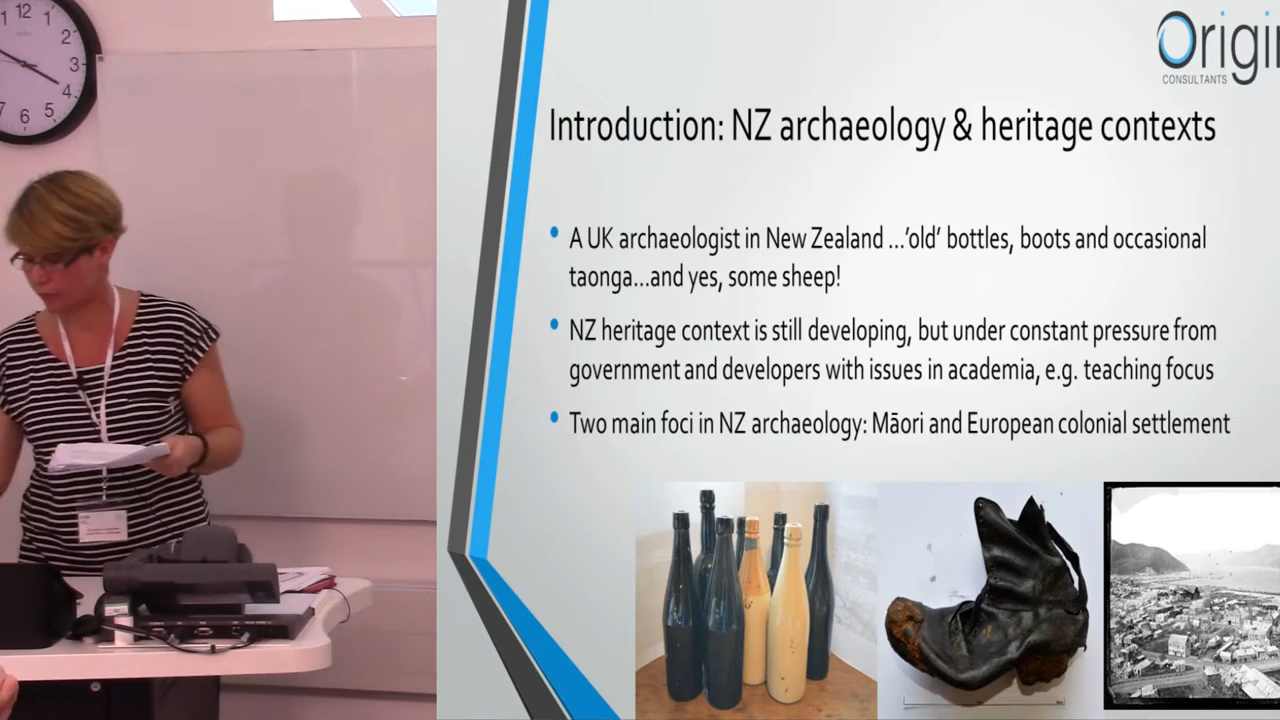 12
1
2
3
4
5
6
7
Origin
CONSULTANTS
Introduction: NZ archaeology & heritage contexts
• A UK archaeologist in New Zealand ...'old' bottles, boots and occasional
taonga...and yes, some sheep!
• NZ heritage context is still developing, but under constant pressure from
government and developers with issues in academia, e.g. teaching focus
• Two main foci in NZ archaeology: Māori and European colonial settlement